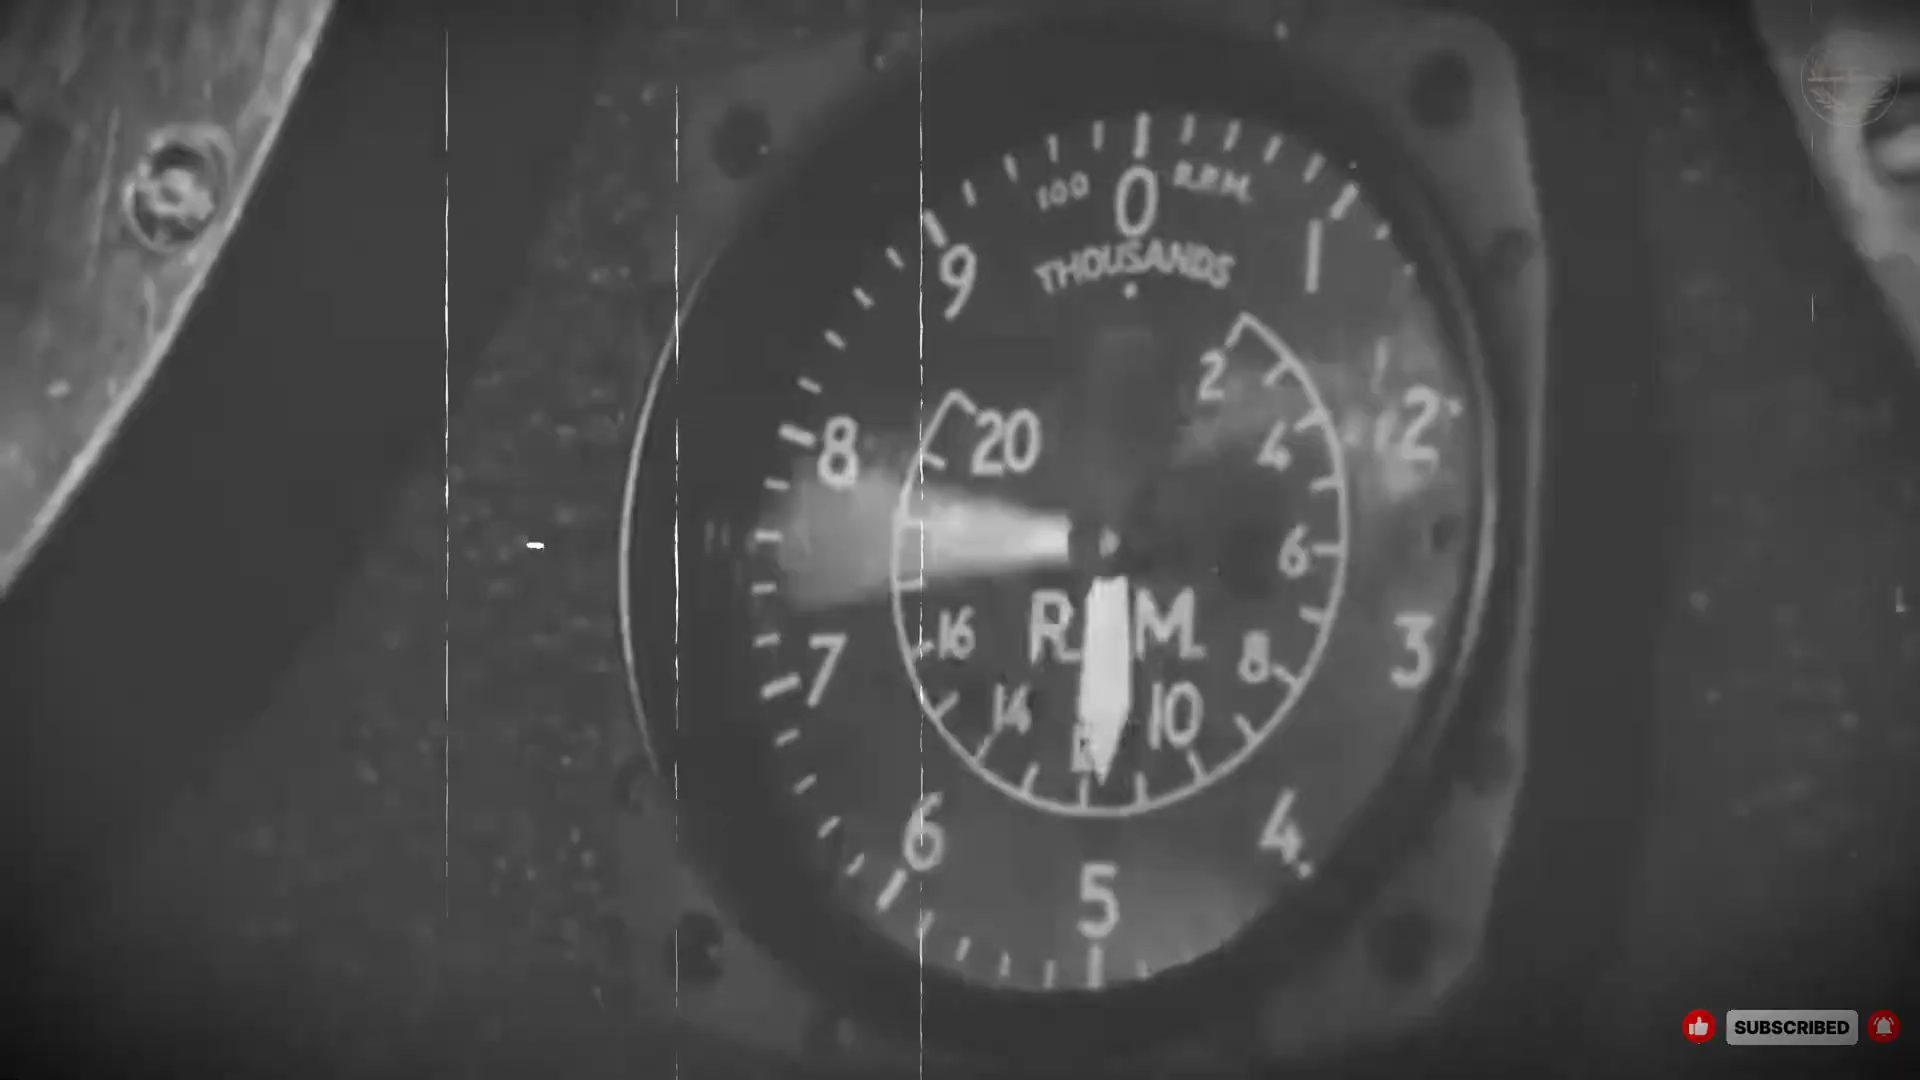 100 0 R.P.M.
THOUSANDS
9 1
2
20 4 2
8
6
16 R M.
7 8 3
14 10
6 4
5
SUBSCRIBED